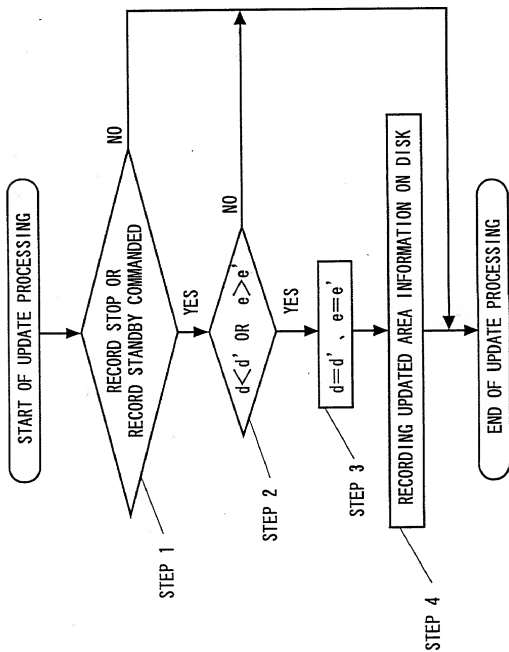 START OF UPDATE PROCESSING
RECORD STOP OR
RECORD STANDBY COMMANDED
NO
STEP 1
YES
d<d' OR e>e'
NO
STEP 2
YES
d=d'、e=e'
STEP 3
RECORDING UPDATED AREA INFORMATION ON DISK
STEP 4
END OF UPDATE PROCESSING